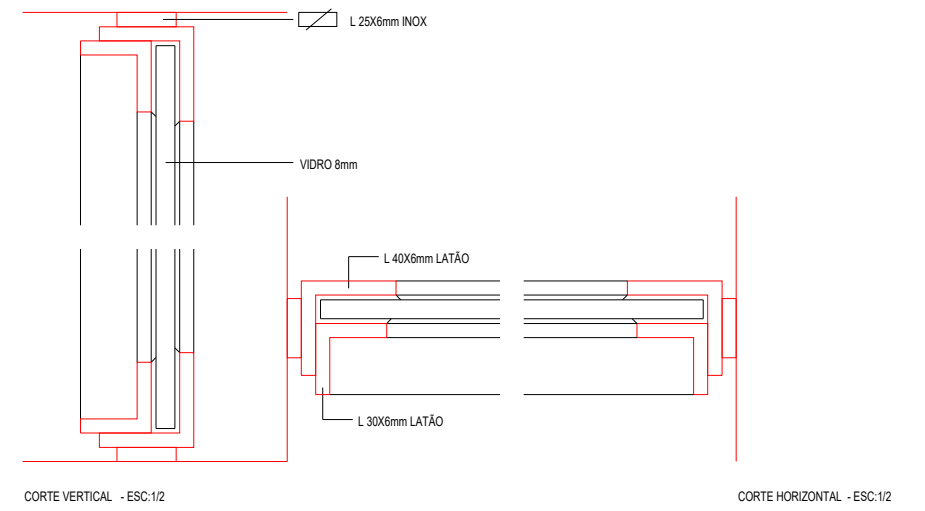 L 25X6mm INOX
VIDRO 8mm
L 40X6mm LATÃO
L 30X6mm LATÃO
CORTE VERTICAL - ESC:1/2
CORTE HORIZONTAL - ESC:1/2